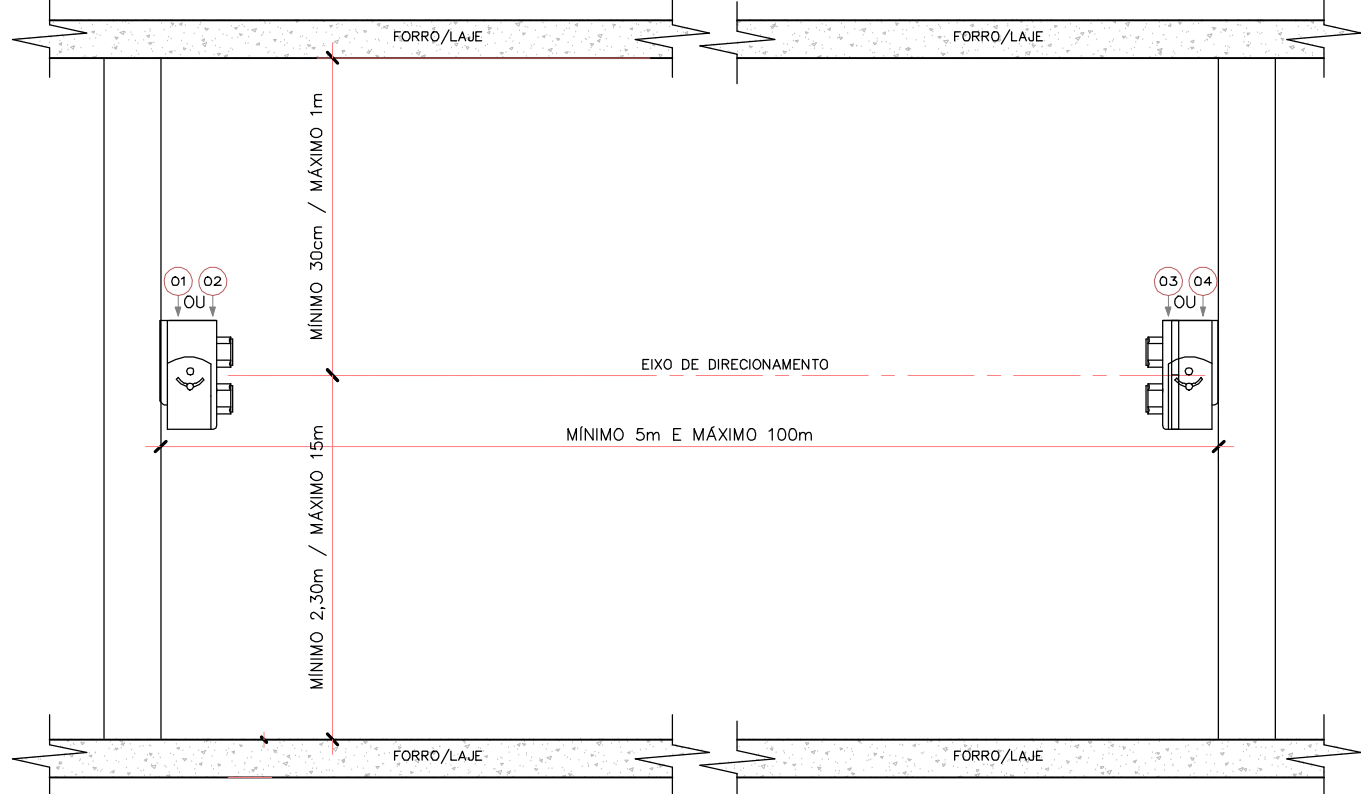 FORRO/LAJE
FORRO/LAJE
MÍNIMO 30cm / MÁXIMO 1m
01 02
OU
03 04
OU
EIXO DE DIRECIONAMENTO
MÍNIMO 5m E MÁXIMO 100m
MÍNIMO 2,30m / MÁXIMO 15m
FORRO/LAJE
FORRO/LAJE